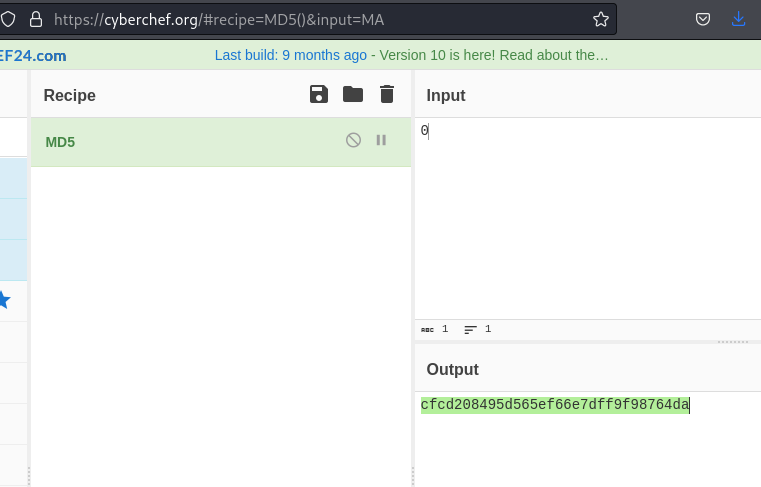 https://cyberchef.org/#recipe=MD5()&input=MA
EF24.com
Last build: 9 months ago - Version 10 is here! Read about the…
Recipe
Input
MD5
0
ABC 1 1
Output
cfcd208495d565ef66e7dff9f98764da